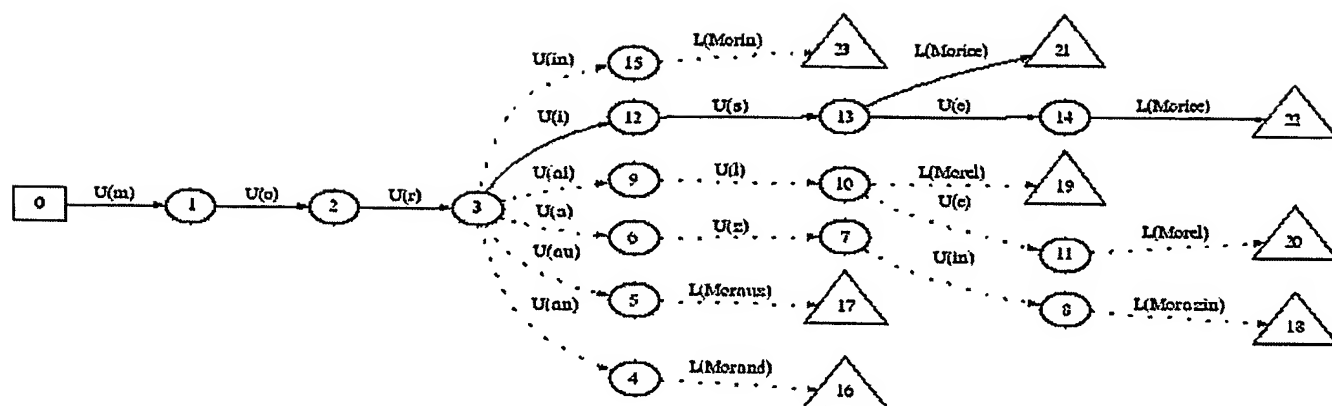 U(in)
15
L(Morin)
23
L(Morice)
21
U(i)
12
U(s)
13
U(e)
14
L(Morice)
22
0
U(m)
1
U(o)
2
U(r)
3
U(ai)
9
U(l)
10
L(Morel)
19
U(a)
6
U(z)
7
U(e)
11
L(Morel)
20
U(au)
5
L(Moraux)
17
U(in)
8
L(Morazin)
18
U(an)
4
L(Morand)
16